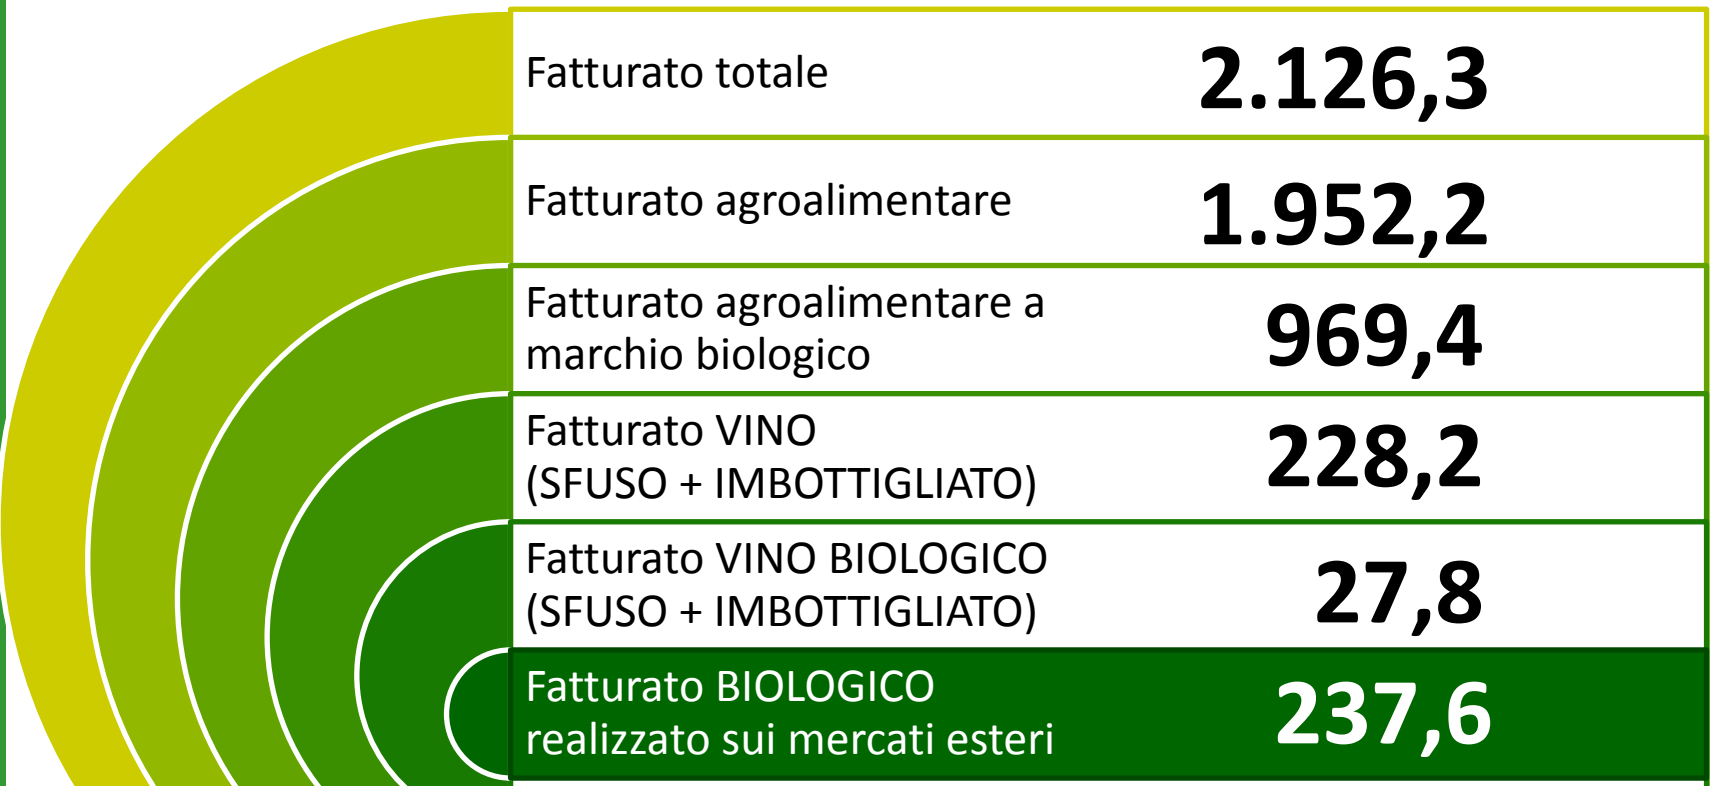 Fatturato totale
2.126,3
Fatturato agroalimentare
1.952,2
Fatturato agroalimentare a
marchio biologico
969,4
Fatturato VINO
(SFUSO + IMBOTTIGLIATO)
228,2
Fatturato VINO BIOLOGICO
(SFUSO + IMBOTTIGLIATO)
27,8
Fatturato BIOLOGICO
realizzato sui mercati esteri
237,6